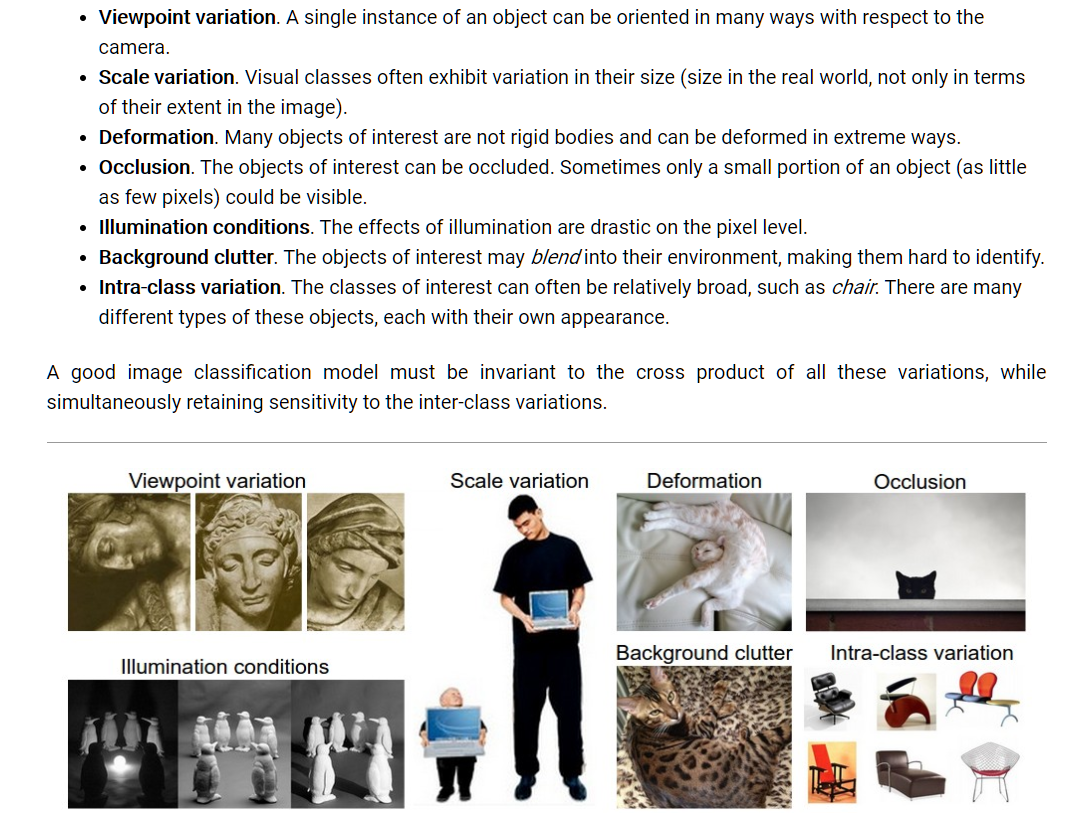 Viewpoint variation. A single instance of an object can be oriented in many ways with respect to the
camera.
Scale variation. Visual classes often exhibit variation in their size (size in the real world, not only in terms
of their extent in the image).
Deformation. Many objects of interest are not rigid bodies and can be deformed in extreme ways.
Occlusion. The objects of interest can be occluded. Sometimes only a small portion of an object (as little
as few pixels) could be visible.
Illumination conditions. The effects of illumination are drastic on the pixel level.
Background clutter. The objects of interest may blend into their environment, making them hard to identify.
Intra-class variation. The classes of interest can often be relatively broad, such as chair. There are many
different types of these objects, each with their own appearance.
A good image classification model must be invariant to the cross product of all these variations, while
simultaneously retaining sensitivity to the inter-class variations.
Viewpoint variation
Scale variation
Deformation
Occlusion
Illumination conditions
Background clutter
Intra-class variation